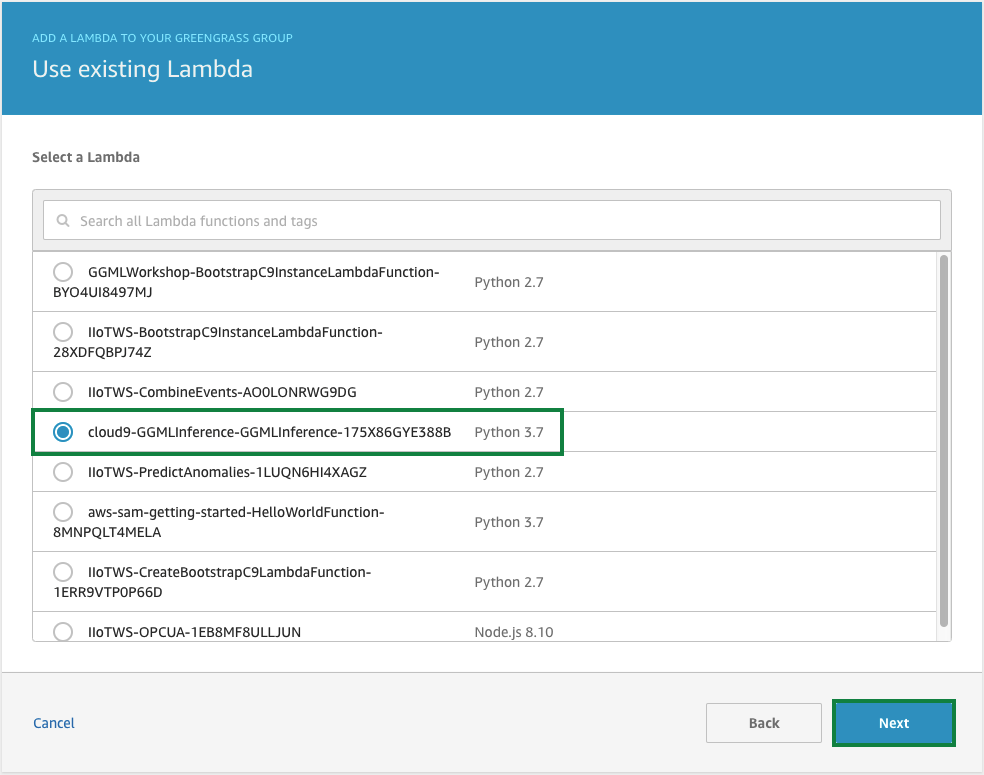 ADD A LAMBDA TO YOUR GREENGRASS GROUP
Use existing Lambda
Select a Lambda
Search all Lambda functions and tags
GGMLWorkshop-BootstrapC9InstanceLambdaFunction-
BYO4UI8497MJ
Python 2.7
IIoTWS-BootstrapC9InstanceLambdaFunction-
28XDFQBPJ74Z
Python 2.7
IIoTWS-CombineEvents-AO0LONRWG9DG
Python 2.7
cloud9-GGMLInference-GGMLInference-175X86GYE388B
Python 3.7
IIoTWS-PredictAnomalies-1LUQN6HI4XAGZ
Python 2.7
aws-sam-getting-started-HelloWorldFunction-
8MNPQLT4MELA
Python 3.7
IIoTWS-CreateBootstrapC9LambdaFunction-
1ERR9VTP0P66D
Python 2.7
IIoTWS-OPCUA-1EB8MF8ULLJUN
Node.js 8.10
Cancel
Back
Next